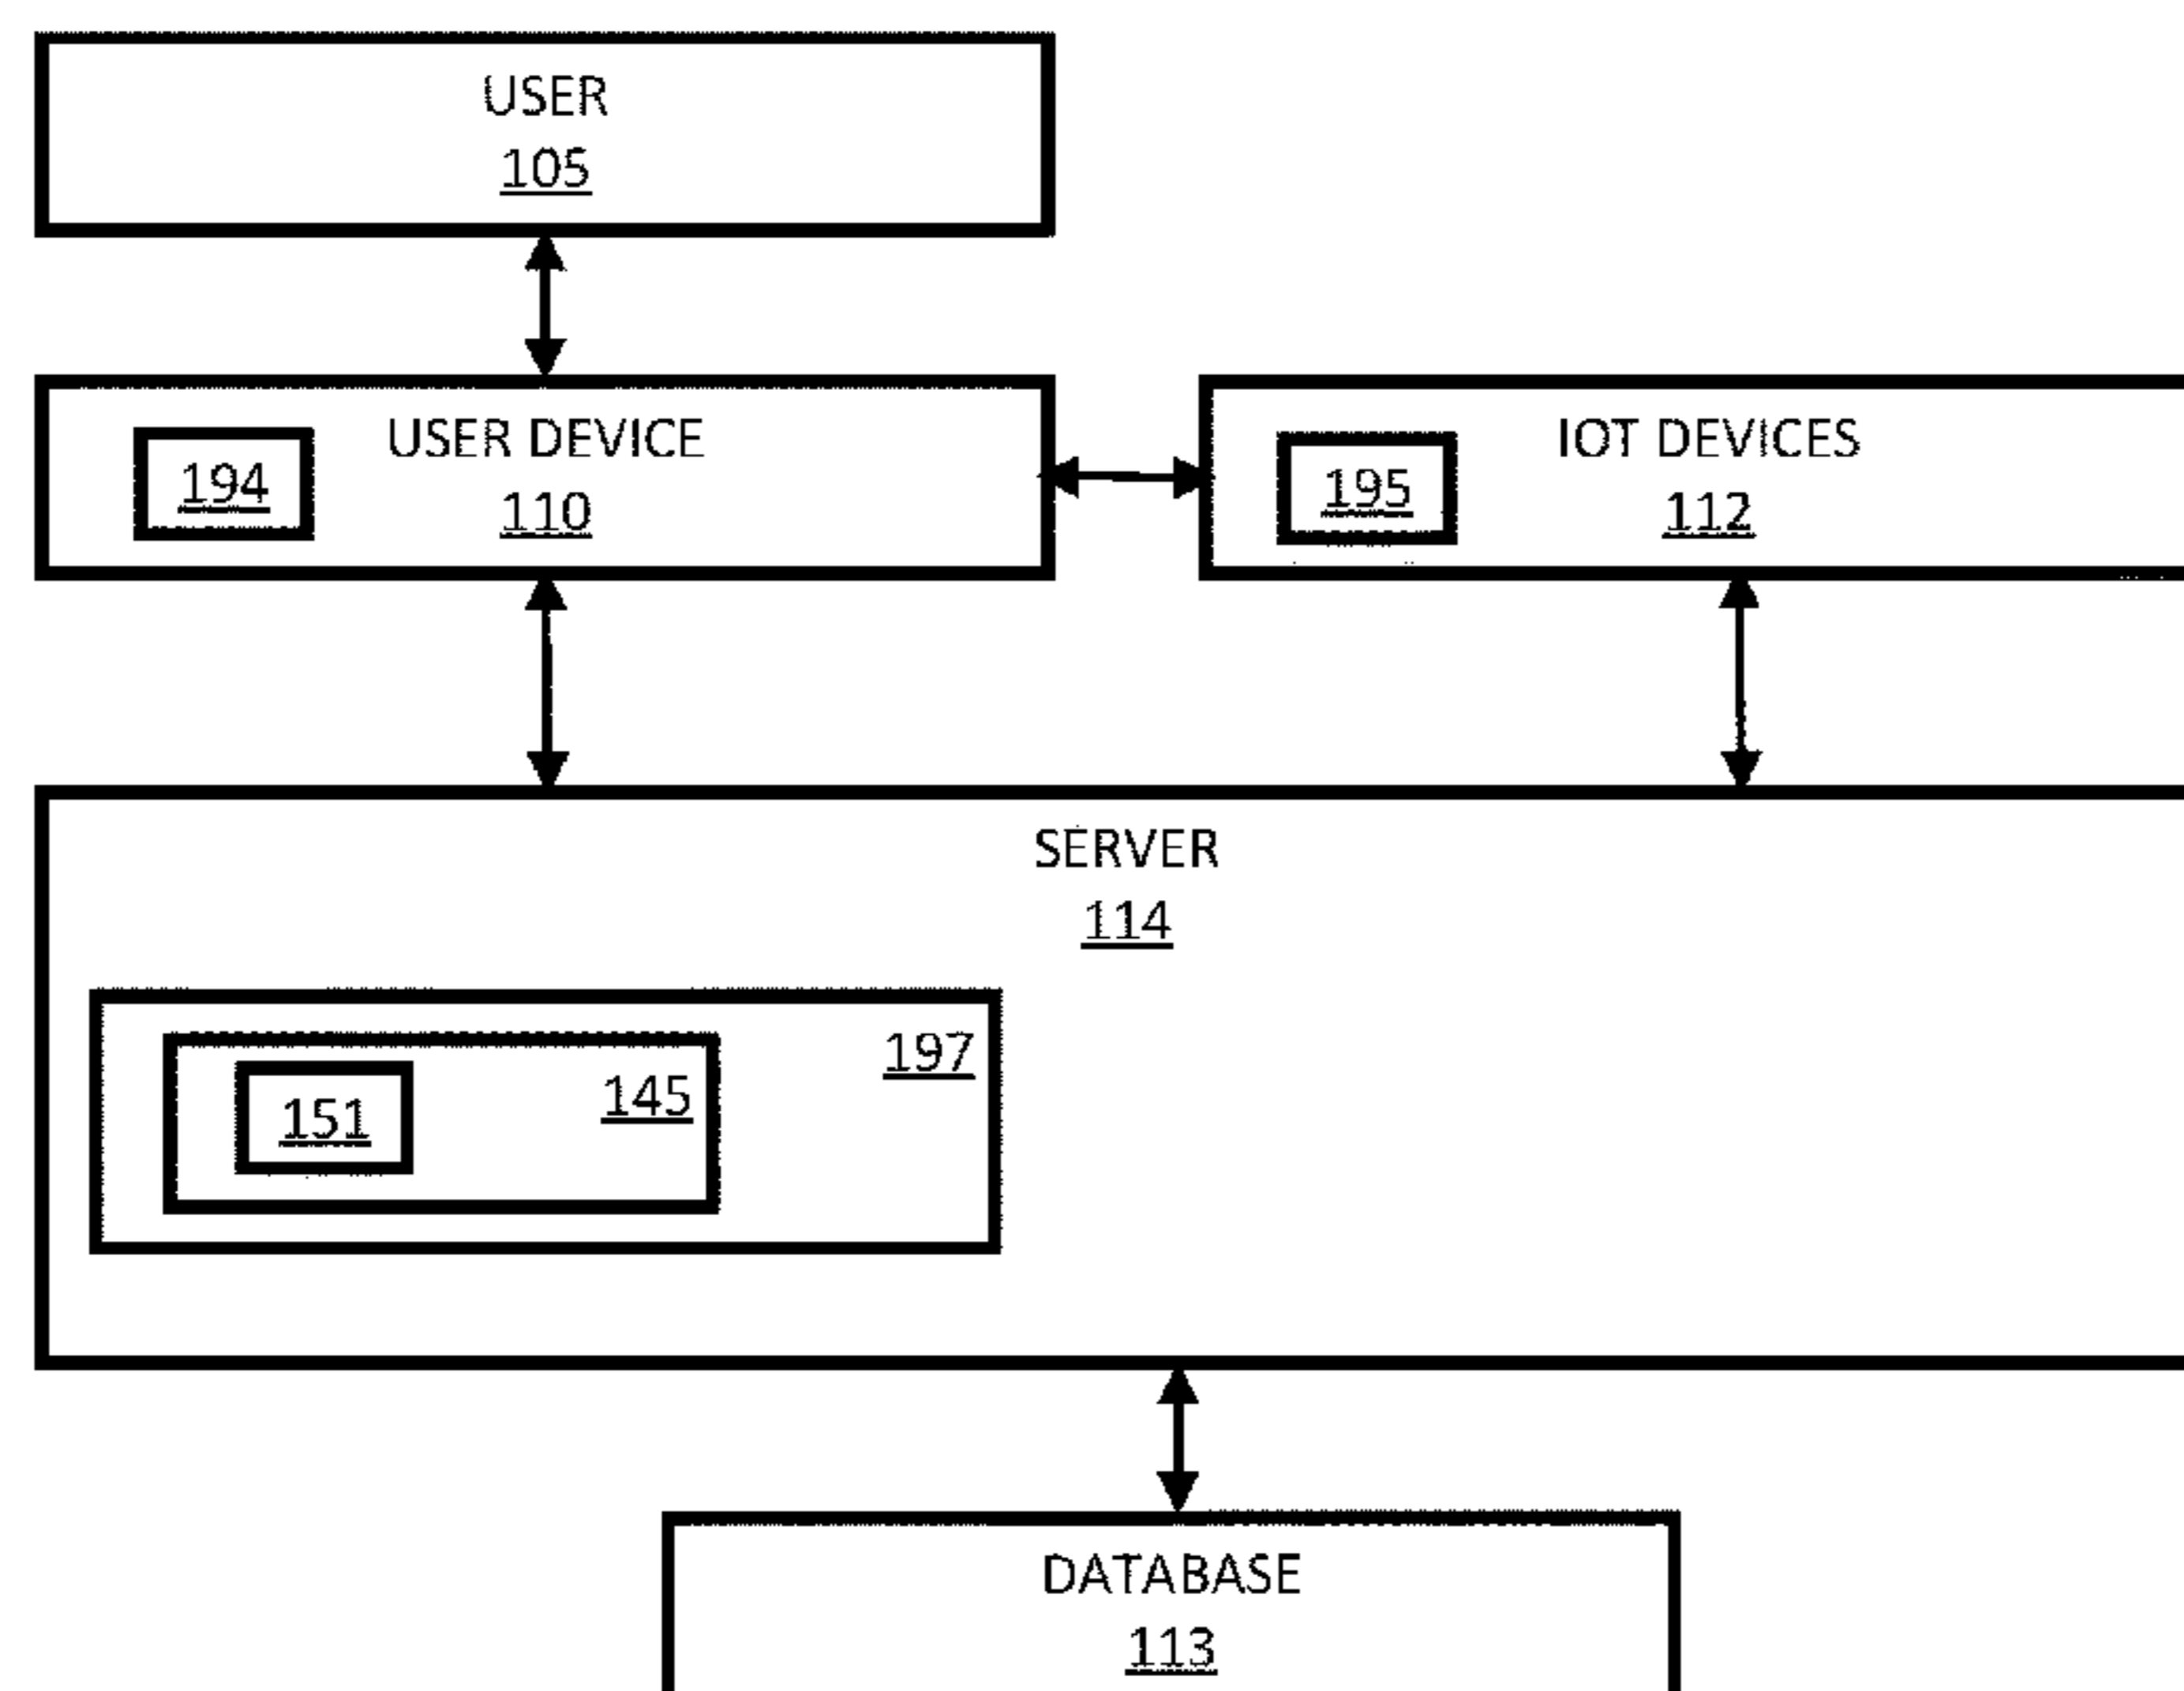 USER
105
USER DEVICE
194
110
IOT DEVICES
195
112
SERVER
114
197
145
151
DATABASE
113